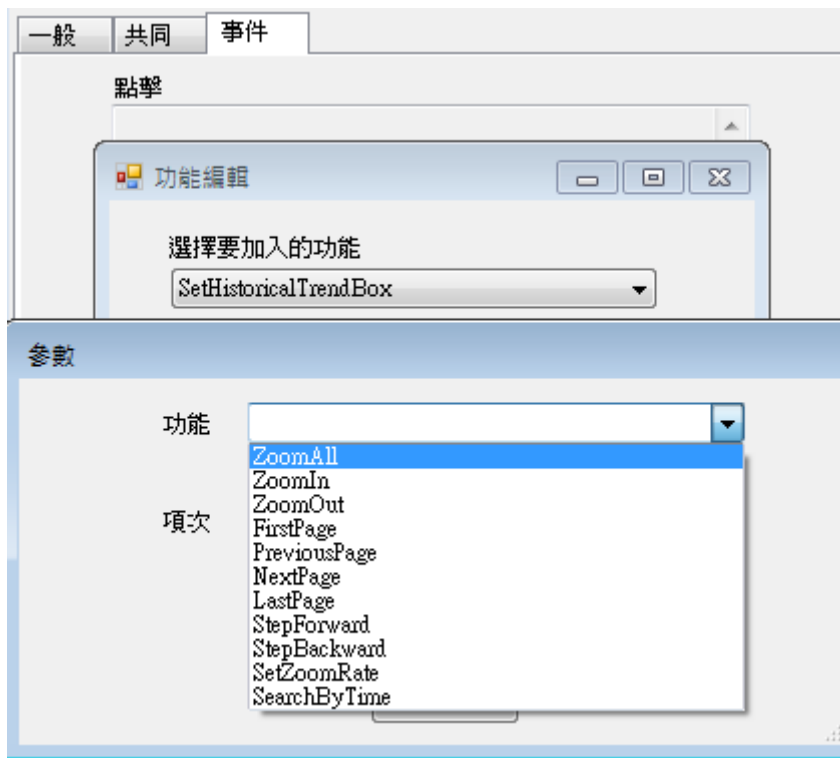 一般 共同 事件
點擊
功能編輯
選擇要加入的功能
SetHistoricalTrendBox
參數
功能
ZoomAll
ZoomIn
ZoomOut
FirstPage
PreviousPage
項次
NextPage
LastPage
StepForward
StepBackward
SetZoomRate
SearchByTime